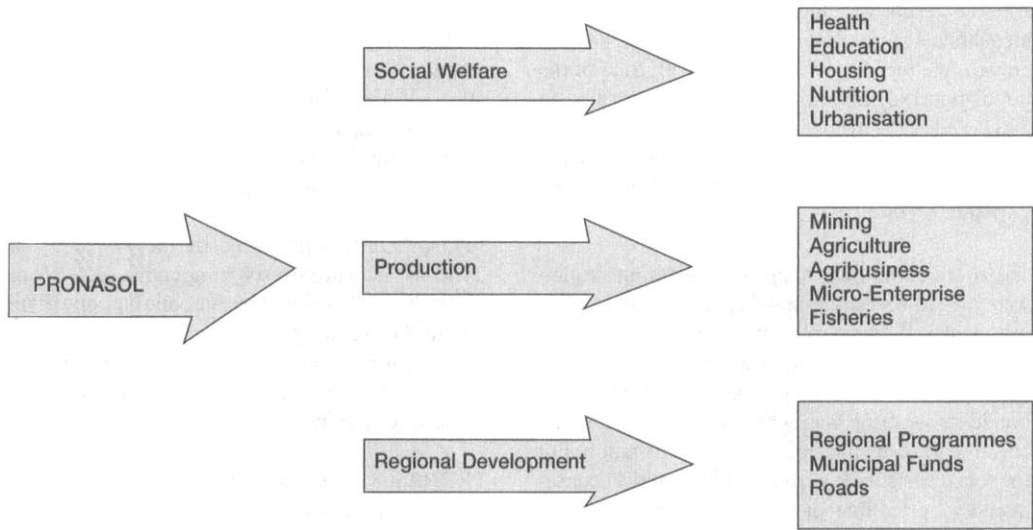 PRONASOL
Social Welfare
Health
Education
Housing
Nutrition
Urbanisation
Production
Mining
Agriculture
Agribusiness
Micro-Enterprise
Fisheries
Regional Development
Regional Programmes
Municipal Funds
Roads